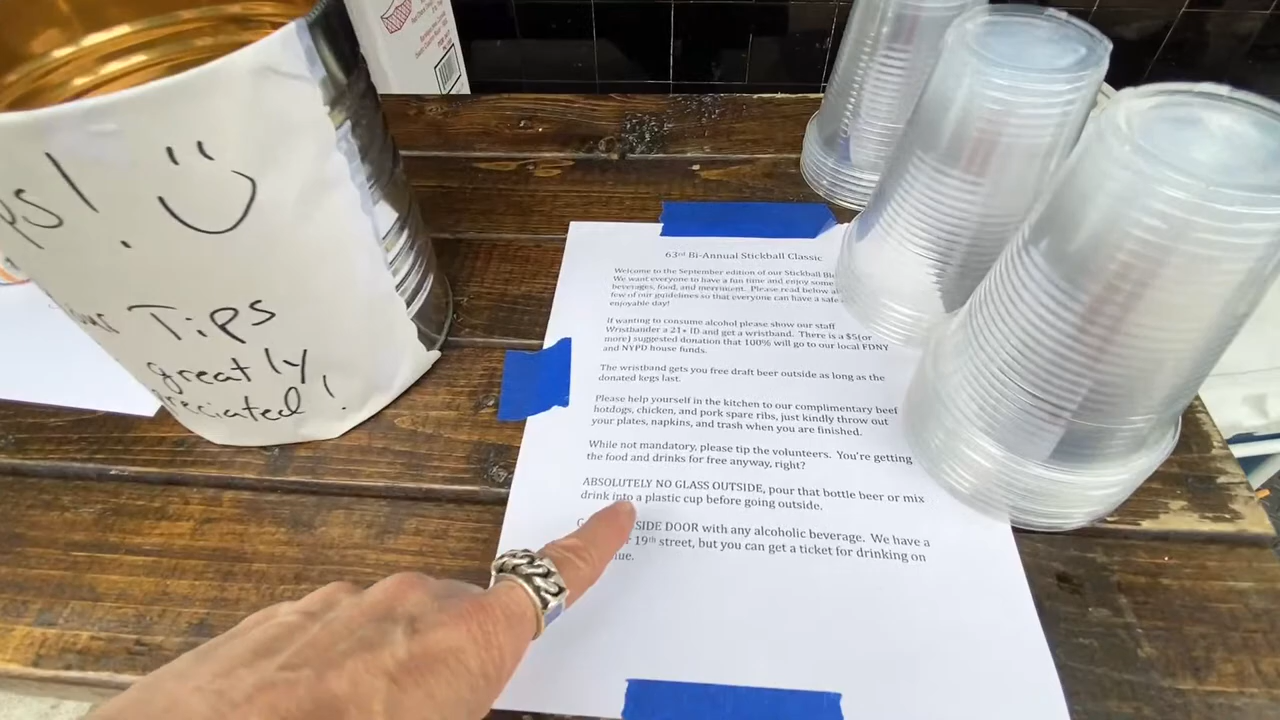 ! :)
Tips
greatly
!
63rd Bi-Annual Stickball Classic
Welcome to the September edition of our Stickball
We want everyone to have a fun time and enjoy some
beverages, food, and merriment. Please read below
few of our guidelines so that everyone can have a safe
enjoyable day!
If wanting to consume alcohol please show our staff
Wristbander a 21+ ID and get a wristband. There is a $5(or
more) suggested donation that 100% will go to our local FDNY
and NYPD house funds.
The wristband gets you free draft beer outside as long as the
donated kegs last.
Please help yourself in the kitchen to our complimentary beef
hotdogs, chicken, and pork spare ribs, just kindly throw out
your plates, napkins, and trash when you are finished.
While not mandatory, please tip the volunteers. You're getting
the food and drinks for free anyway, right?
ABSOLUTELY NO GLASS OUTSIDE, pour that bottle beer or mix
drink into a plastic cup before going outside.
SIDE DOOR with any alcoholic beverage. We have a
19th street, but you can get a ticket for drinking on